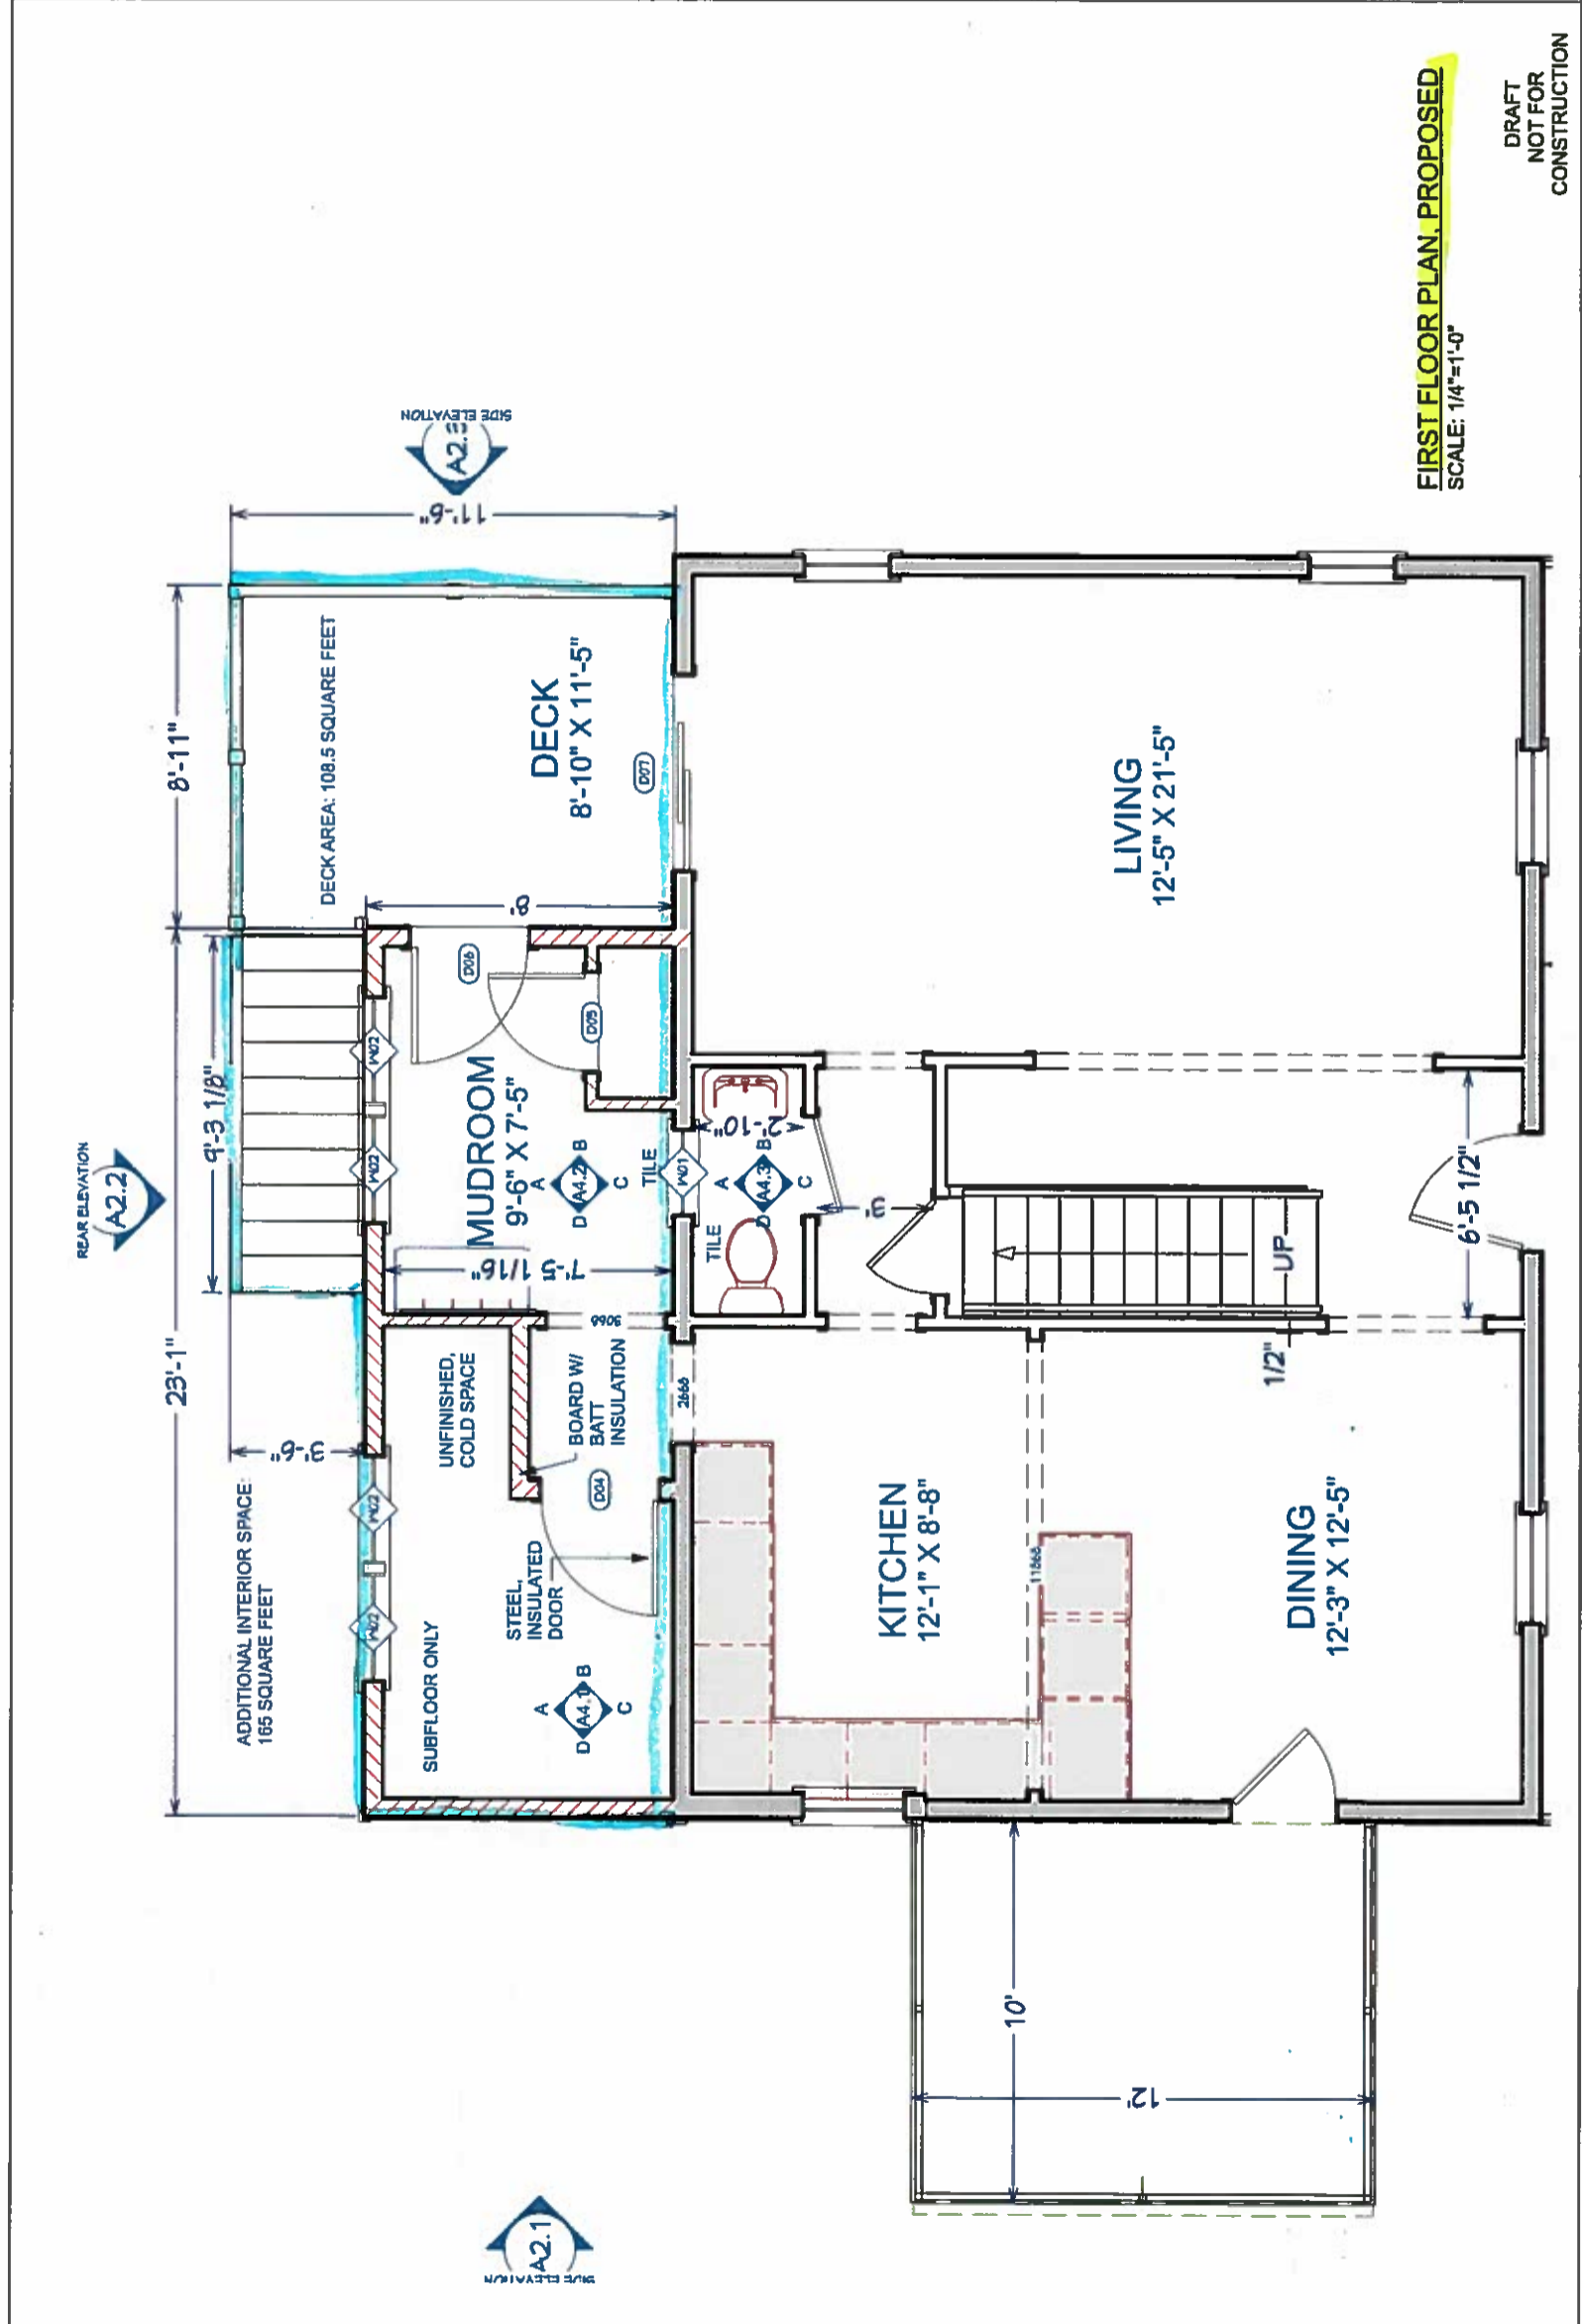 REAR ELEVATION
A2.2
23'-1"
8'-11"
9'-3 1/8"
3'-6"
11'-6"
SIDE ELEVATION
ADDITIONAL INTERIOR SPACE:
165 SQUARE FEET
DECK AREA: 108.5 SQUARE FEET
W02
W02
W02
W02
SUBFLOOR ONLY
UNFINISHED,
COLD SPACE
STEEL,
INSULATED
DOOR
BOARD W/
BATT
INSULATION
D04
A
D A4.1 B
C
7'-5 1/16"
3068
MUDROOM
9'-6" X 7'-5"
A
D A4.2 B
C
TILE
D05
D06
8'
DECK
8'-10" X 11'-5"
D07
2668
W01
TILE
A
D A4.3 B
C
2'-10"
3'
KITCHEN
12'-1" X 8'-8"
LIVING
12'-5" X 21'-5"
UP
1/2"
6'-5 1/2"
DINING
12'-3" X 12'-5"
10'
12'
A2.1
FIRST FLOOR PLAN, PROPOSED
SCALE: 1/4"=1'-0"
DRAFT
NOT FOR
CONSTRUCTION